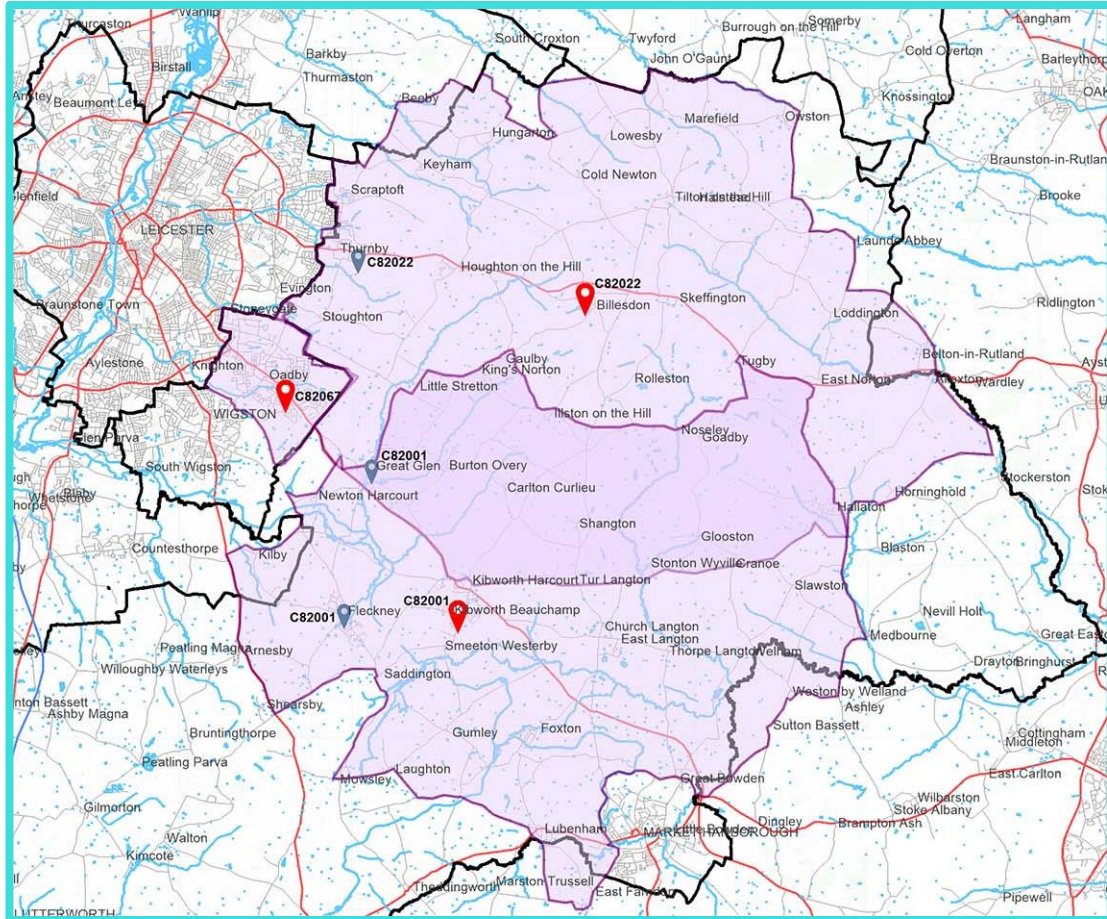 Thurcaston
Wanlip
South Croxton
Twyford
Burrough on the Hill
Somerby
Langham
Birstall
Barkby
John O'Gaunt
Cold Overton
Barleythorpe
Thurmaston
Anstey
Beaumont Ley
Beeby
Knossington
OAK
Hungarton
Lowesby
Marefield
Owston
Keyham
Braunston-in-Rutland
Cold Newton
Scraptoft
Glenfield
Brooke
LEICESTER
Thurnby
C82022
Launde Abbey
Houghton on the Hill
C82022
Evington
Skeffington
Braunstone Town
Stoneygate
Billesdon
Ridlington
Stoughton
Loddington
Aylestone
Knighton
Gaulby
Tugby
Belton-in-Rutland
King's Norton
Oadby
Rolleston
East Norton
Wardley
Little Stretton
C82067
WIGSTON
Illston on the Hill
Noseley
Goadby
Glen Parva
C82001
South Wigston
Great Glen
Burton Overy
Stockerston
Whetstone
Blaby
Newton Harcourt
Carlton Curlieu
Horninghold
Hallaton
Shangton
Countesthorpe
Kilby
Glooston
Blaston
Stonton Wyville
Cranoe
Kibworth Harcourt
Tur Langton
Slawston
C82001
Fleckney
C82001
Kibworth Beauchamp
Nevill Holt
Church Langton
East Langton
Medbourne
Great East
Peatling Magna
Arnesby
Smeeton Westerby
Thorpe Langton
Welham
Willoughby Waterleys
Saddington
Drayton
Bringhurst
Weston by Welland
Ashley
nton Bassett
Ashby Magna
Shearsby
Sutton Bassett
Bruntingthorpe
Gumley
Foxton
Cottingham
Middleton
Peatling Parva
Laughton
Mowsley
Great Bowden
East Carlton
Gilmorton
Wilbarston
Stoke Albany
Dingley
Brampton Ash
Walton
Lubenham
MARKET HARBOROUGH
Little Bowden
Kimcote
Theddingworth
Marston Trussell
East Farndon
Pipewell
LUTTERWORTH